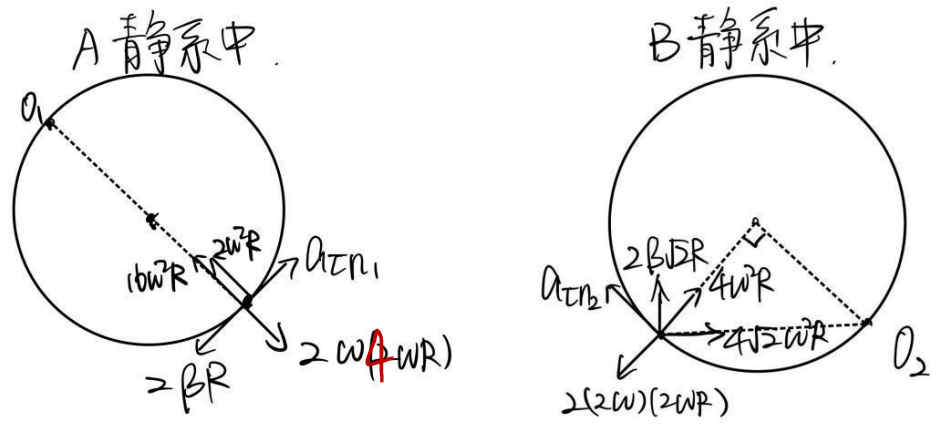 A静系中.
O₁
2ω²R
16ω²R
aτn₁
2ω(4ωR)
2βR
B静系中.
2β√2R
aτn₂
4ω²R
4√2ω²R
O₂
2(2ω)(2ωR)